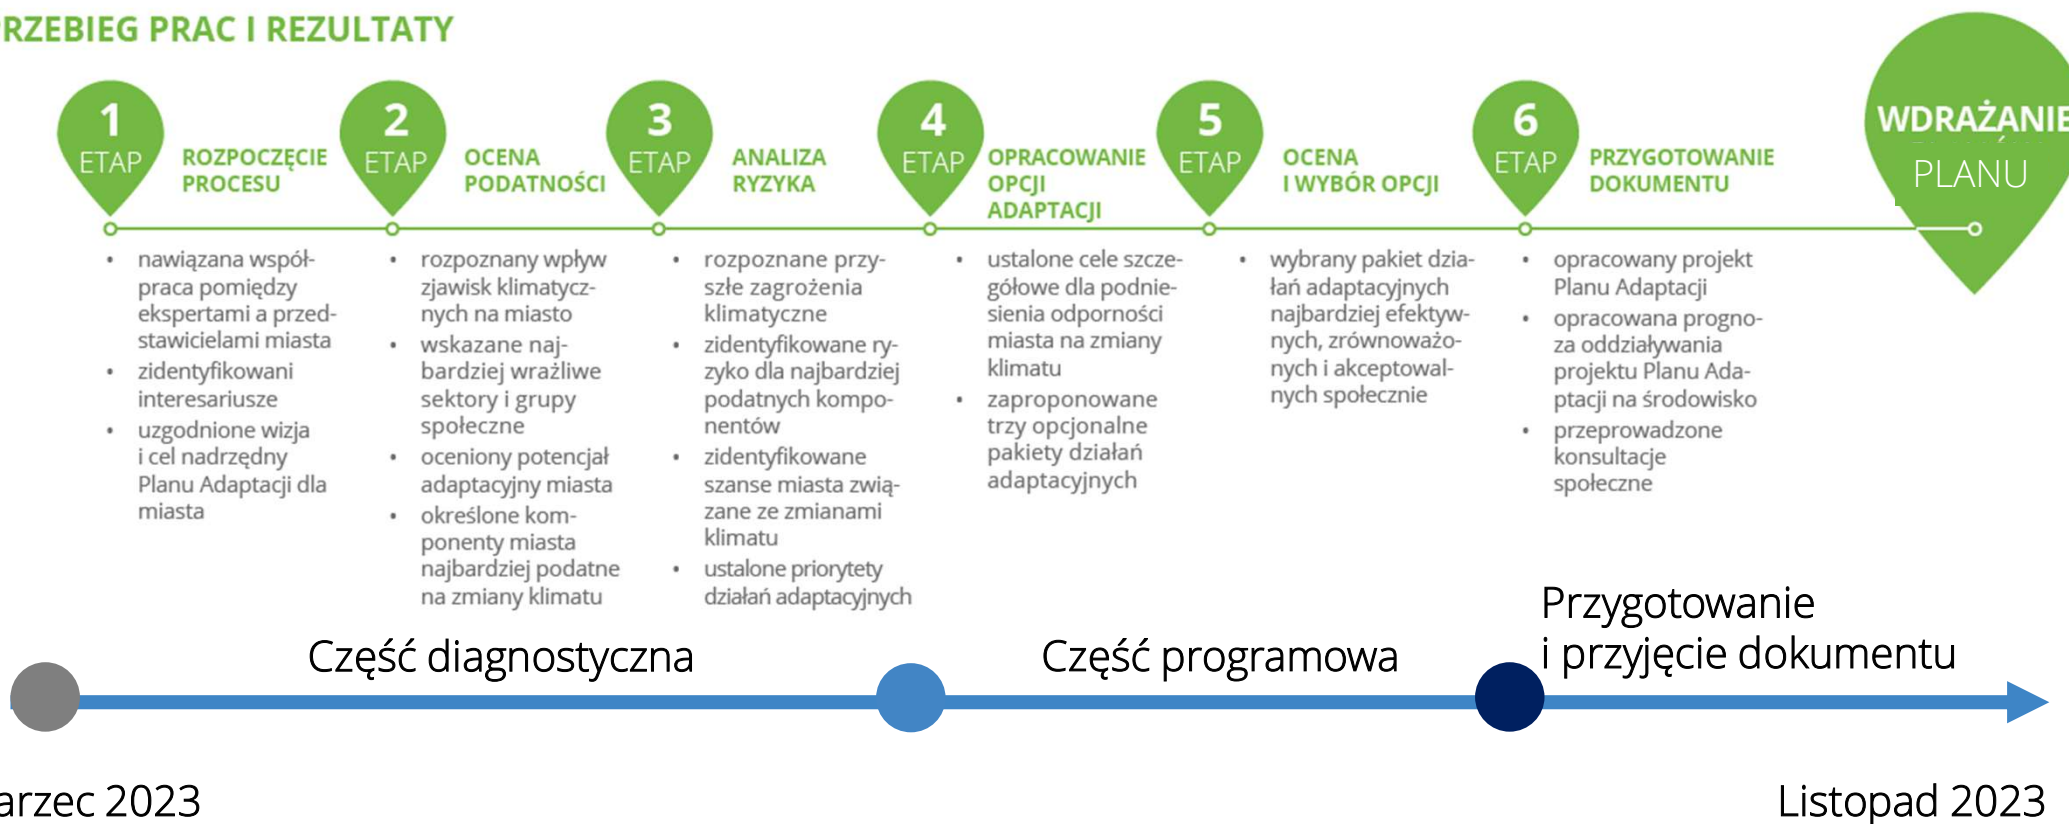 RZEBIEG PRAC I REZULTATY
1
ETAP
ROZPOCZĘCIE
PROCESU
nawiązana współ-
praca pomiędzy
ekspertami a przed-
stawicielami miasta
zidentyfikowani
interesariusze
uzgodnione wizja
i cel nadrzędny
Planu Adaptacji dla
miasta
2
ETAP
OCENA
PODATNOŚCI
rozpoznany wpływ
zjawisk klimatycz-
nych na miasto
wskazane naj-
bardziej wrażliwe
sektory i grupy
społeczne
oceniony potencjał
adaptacyjny miasta
określone kom-
ponenty miasta
najbardziej podatne
na zmiany klimatu
3
ETAP
ANALIZA
RYZYKA
rozpoznane przy-
szłe zagrożenia
klimatyczne
zidentyfikowane ry-
zyko dla najbardziej
podatnych kompo-
nentów
zidentyfikowane
szanse miasta zwią-
zane ze zmianami
klimatu
ustalone priorytety
działań adaptacyjnych
4
ETAP
OPRACOWANIE
OPCJI
ADAPTACJI
ustalone cele szcze-
gółowe dla podnie-
sienia odporności
miasta na zmiany
klimatu
zaproponowane
trzy opcjonalne
pakiety działań
adaptacyjnych
5
ETAP
OCENA
I WYBÓR OPCJI
wybrany pakiet dzia-
łań adaptacyjnych
najbardziej efektyw-
nych, zrównoważo-
nych i akceptowal-
nych społecznie
6
ETAP
PRZYGOTOWANIE
DOKUMENTU
opracowany projekt
Planu Adaptacji
opracowana progno-
za oddziaływania
projektu Planu Ada-
ptacji na środowisko
przeprowadzone
konsultacje
społeczne
WDRAŻANIE
PLANU
Część diagnostyczna
Część programowa
Przygotowanie
i przyjęcie dokumentu
arzec 2023
Listopad 2023